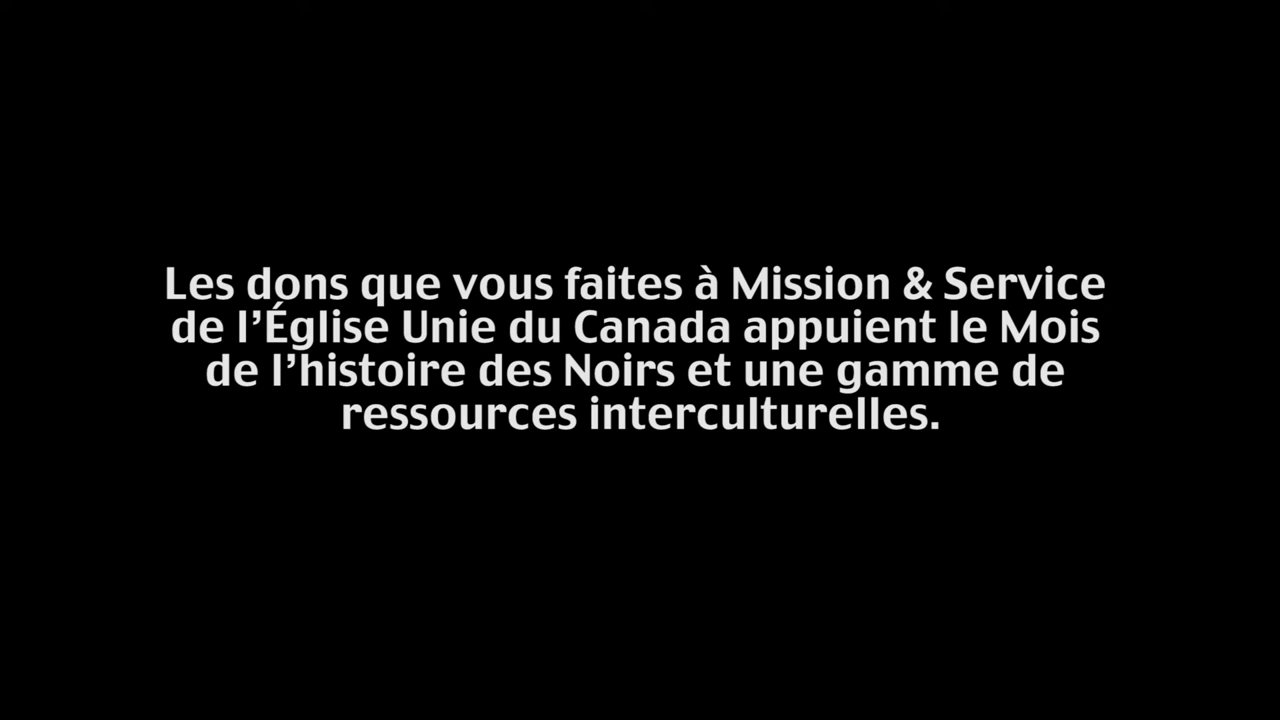 Les dons que vous faites à Mission & Service
de l’Église Unie du Canada appuient le Mois
de l’histoire des Noirs et une gamme de
ressources interculturelles.